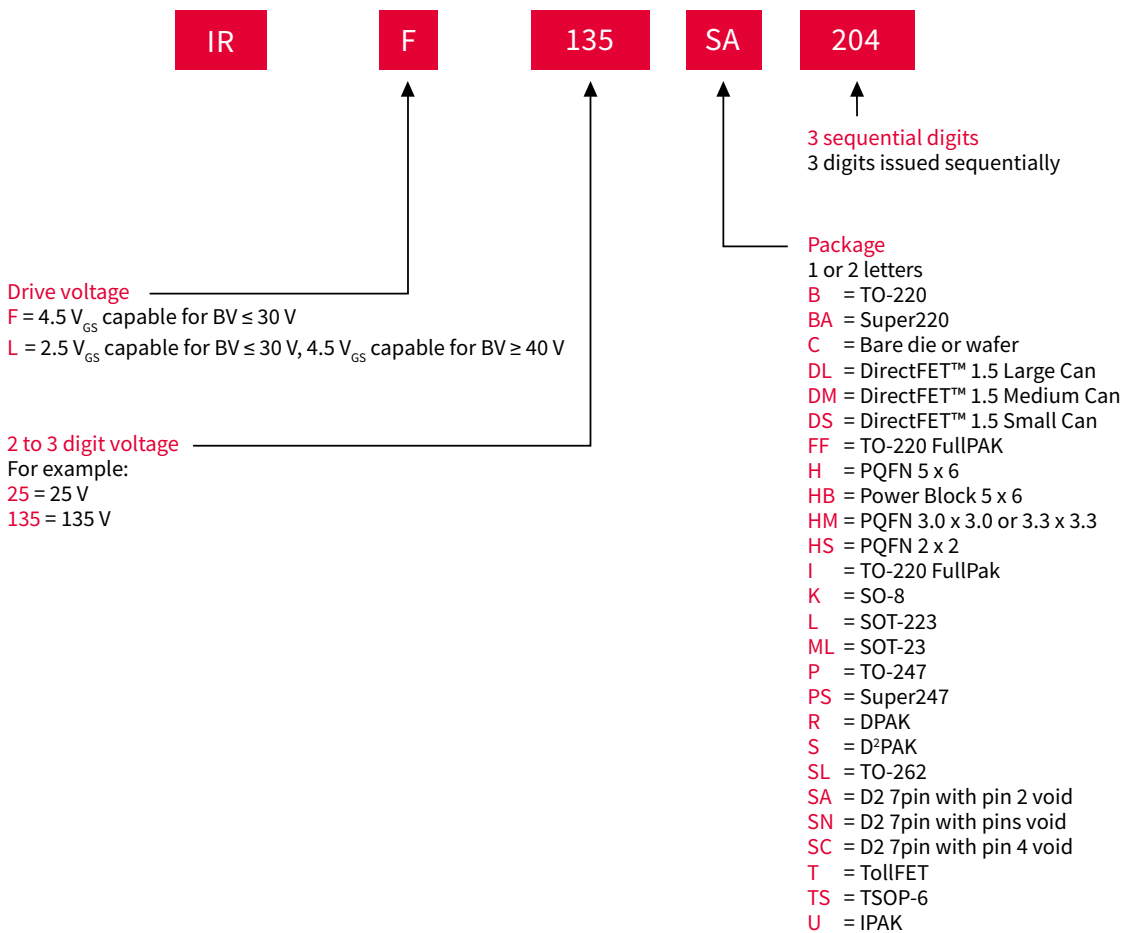 IR F 135 SA 204
3 sequential digits
3 digits issued sequentially
Drive voltage
F = 4.5 V_GS capable for BV ≤ 30 V
L = 2.5 V_GS capable for BV ≤ 30 V, 4.5 V_GS capable for BV ≥ 40 V
2 to 3 digit voltage
For example:
25 = 25 V
135 = 135 V
Package
1 or 2 letters
B = TO-220
BA = Super220
C = Bare die or wafer
DL = DirectFET™ 1.5 Large Can
DM = DirectFET™ 1.5 Medium Can
DS = DirectFET™ 1.5 Small Can
FF = TO-220 FullPAK
H = PQFN 5 x 6
HB = Power Block 5 x 6
HM = PQFN 3.0 x 3.0 or 3.3 x 3.3
HS = PQFN 2 x 2
I = TO-220 FullPak
K = SO-8
L = SOT-223
ML = SOT-23
P = TO-247
PS = Super247
R = DPAK
S = D²PAK
SL = TO-262
SA = D2 7pin with pin 2 void
SN = D2 7pin with pins void
SC = D2 7pin with pin 4 void
T = TollFET
TS = TSOP-6
U = IPAK